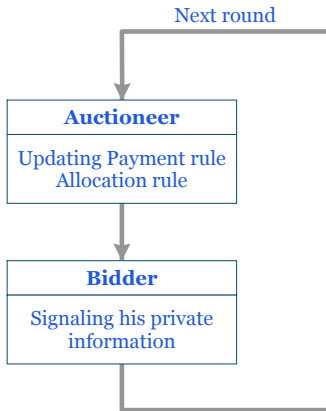 Next round
Auctioneer
Updating Payment rule
Allocation rule
Bidder
Signaling his private
information